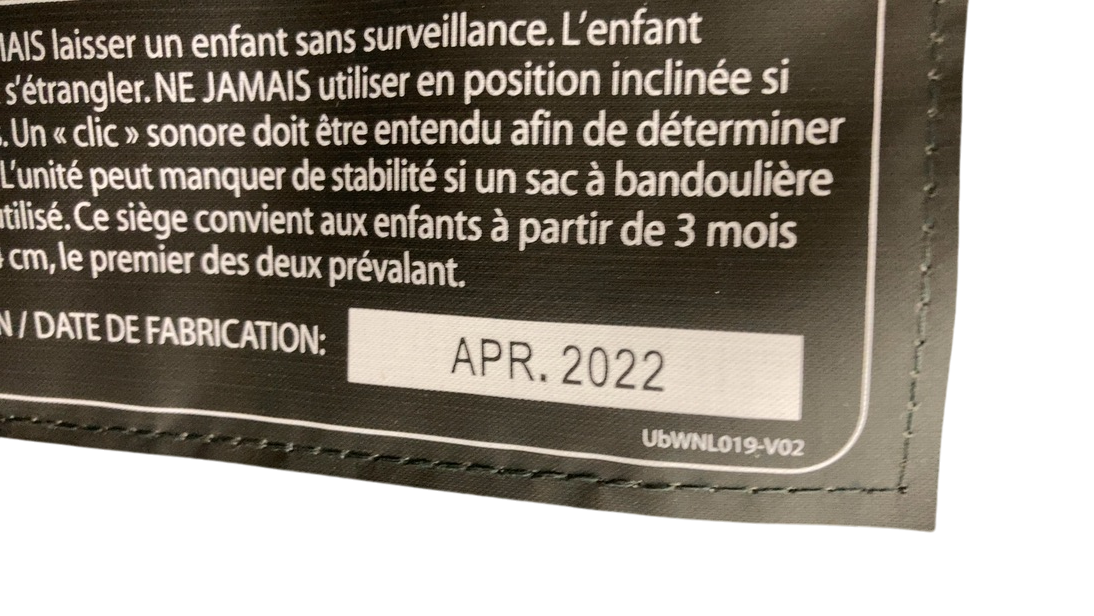 laisser un enfant sans surveillance. L'enfant
s'étrangler. NE JAMAIS utiliser en position inclinée si
Un « clic » sonore doit être entendu afin de déterminer
L'unité peut manquer de stabilité si un sac à bandoulière
Ce siège convient aux enfants à partir de 3 mois
cm, le premier des deux prévalant.
/ DATE DE FABRICATION:
APR. 2022
UbWNL019-V02